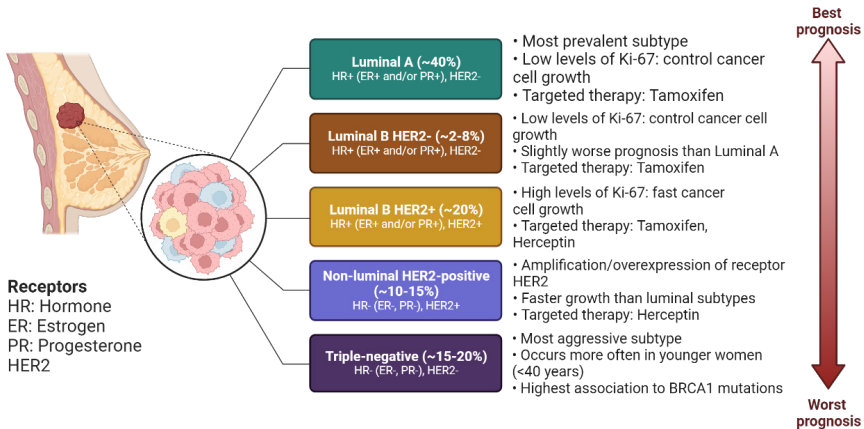 Best
prognosis
Luminal A (~40%)
HR+ (ER+ and/or PR+), HER2-
• Most prevalent subtype
• Low levels of Ki-67: control cancer
cell growth
• Targeted therapy: Tamoxifen
Luminal B HER2- (~2-8%)
HR+ (ER+ and/or PR+), HER2-
• Low levels of Ki-67: control cancer cell
growth
• Slightly worse prognosis than Luminal A
• Targeted therapy: Tamoxifen
Luminal B HER2+ (~20%)
HR+ (ER+ and/or PR+), HER2+
• High levels of Ki-67: fast cancer
cell growth
• Targeted therapy: Tamoxifen,
Herceptin
Non-luminal HER2-positive
(~10-15%)
HR- (ER-, PR-), HER2+
• Amplification/overexpression of receptor
HER2
• Faster growth than luminal subtypes
• Targeted therapy: Herceptin
Triple-negative (~15-20%)
HR- (ER-, PR-), HER2-
• Most aggressive subtype
• Occurs more often in younger women
(<40 years)
• Highest association to BRCA1 mutations
Receptors
HR: Hormone
ER: Estrogen
PR: Progesterone
HER2
Worst
prognosis